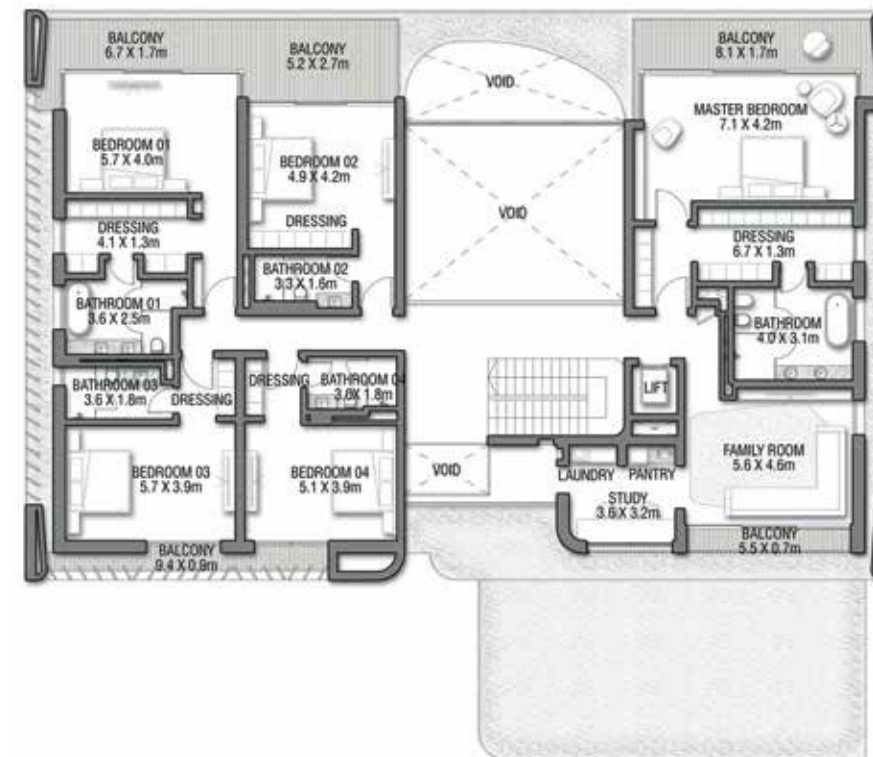 BALCONY
6.7 X 1.7m
BALCONY
5.2 X 2.7m
VOID
BALCONY
8.1 X 1.7m
MASTER BEDROOM
7.1 X 4.2m
BEDROOM 01
5.7 X 4.0m
BEDROOM 02
4.9 X 4.2m
VOID
DRESSING
4.1 X 1.3m
DRESSING
DRESSING
6.7 X 1.3m
BATHROOM 02
3.3 X 1.6m
BATHROOM 01
3.6 X 2.5m
BATHROOM
4.0 X 3.1m
BATHROOM 03
3.6 X 1.8m
DRESSING
DRESSING
BATHROOM 04
3.6X 1.8m
LIFT
BEDROOM 03
5.7 X 3.9m
BEDROOM 04
5.1 X 3.9m
VOID
LAUNDRY
PANTRY
FAMILY ROOM
5.6 X 4.6m
STUDY
3.6 X 3.2m
BALCONY
9.4 X 0.9m
BALCONY
5.5 X 0.7m